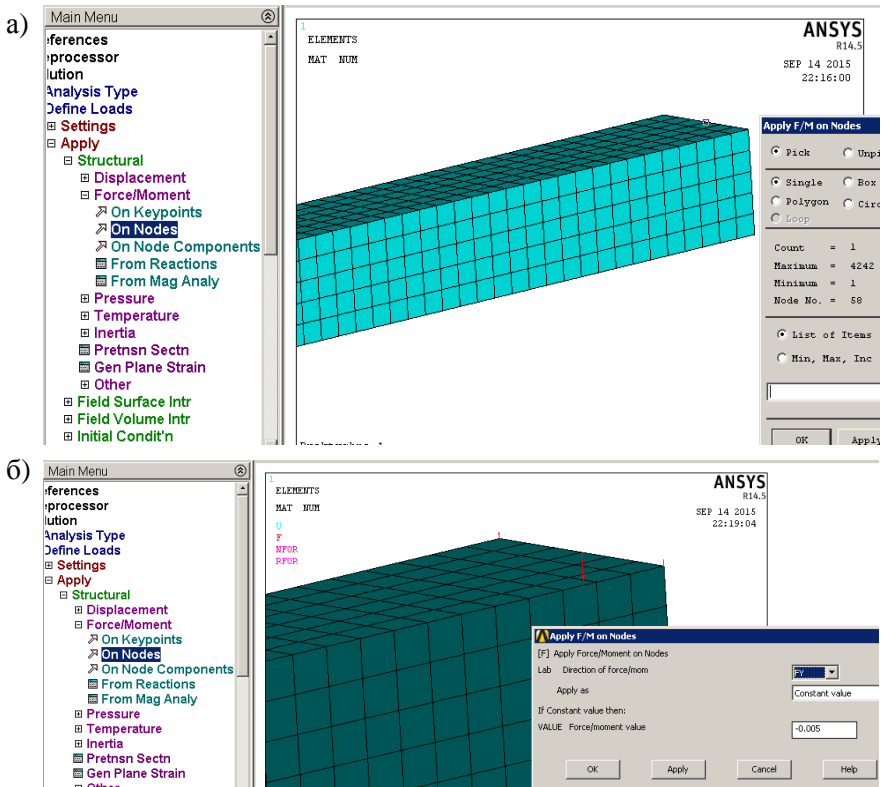 а)
Main Menu
ferences
processor
lution
Analysis Type
Define Loads
Settings
Apply
Structural
Displacement
Force/Moment
On Keypoints
On Nodes
On Node Components
From Reactions
From Mag Analy
Pressure
Temperature
Inertia
Pretnsn Sectn
Gen Plane Strain
Other
Field Surface Intr
Field Volume Intr
Initial Condit'n
1
ELEMENTS
MAT NUM
ANSYS
R14.5
SEP 14 2015
22:16:00
Apply F/M on Nodes
Pick Unpi
Single Box
Polygon Circ
Loop
Count = 1
Maximum = 4242
Minimum = 1
Node No. = 58
List of Items
Min, Max, Inc
OK Apply
б)
Main Menu
ferences
processor
lution
Analysis Type
Define Loads
Settings
Apply
Structural
Displacement
Force/Moment
On Keypoints
On Nodes
On Node Components
From Reactions
From Mag Analy
Pressure
Temperature
Inertia
Pretnsn Sectn
Gen Plane Strain
1
ELEMENTS
MAT NUM
U
F
NFOR
RFOR
ANSYS
R14.5
SEP 14 2015
22:19:04
1
Apply F/M on Nodes
[F] Apply Force/Moment on Nodes
Lab Direction of force/mom FY
Apply as Constant value
If Constant value then:
VALUE Force/moment value -0.005
OK Apply Cancel Help